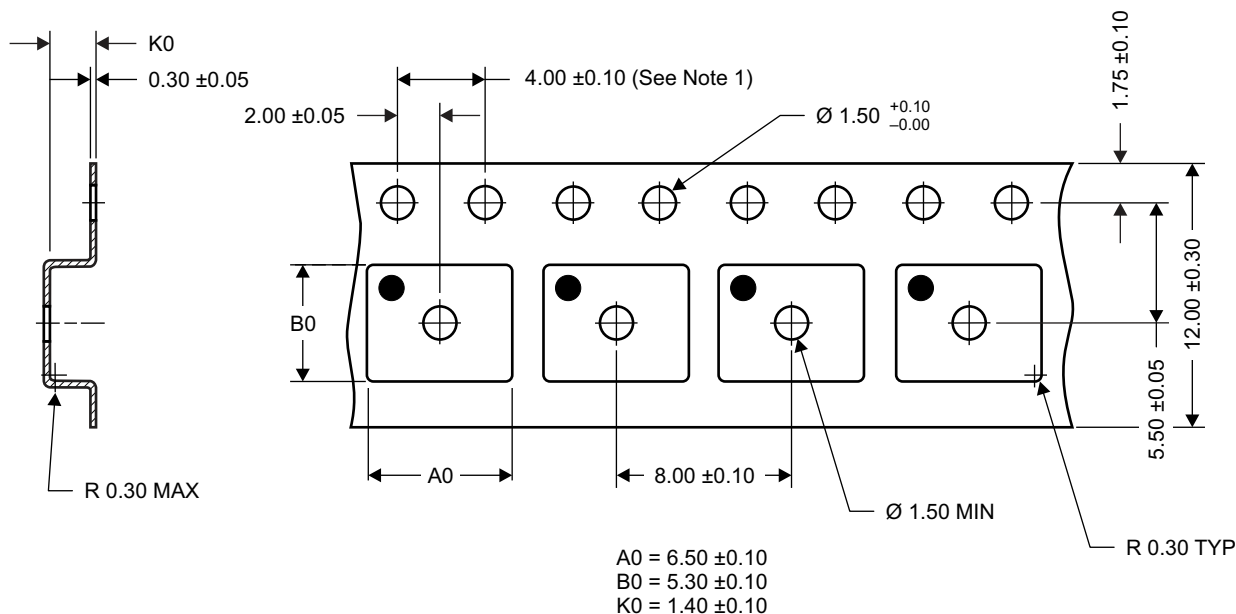 K0
0.30 ±0.05
4.00 ±0.10 (See Note 1)
2.00 ±0.05
Ø 1.50 +0.10
–0.00
1.75 ±0.10
B0
12.00 ±0.30
5.50 ±0.05
R 0.30 MAX
A0
8.00 ±0.10
Ø 1.50 MIN
R 0.30 TYP
A0 = 6.50 ±0.10
B0 = 5.30 ±0.10
K0 = 1.40 ±0.10